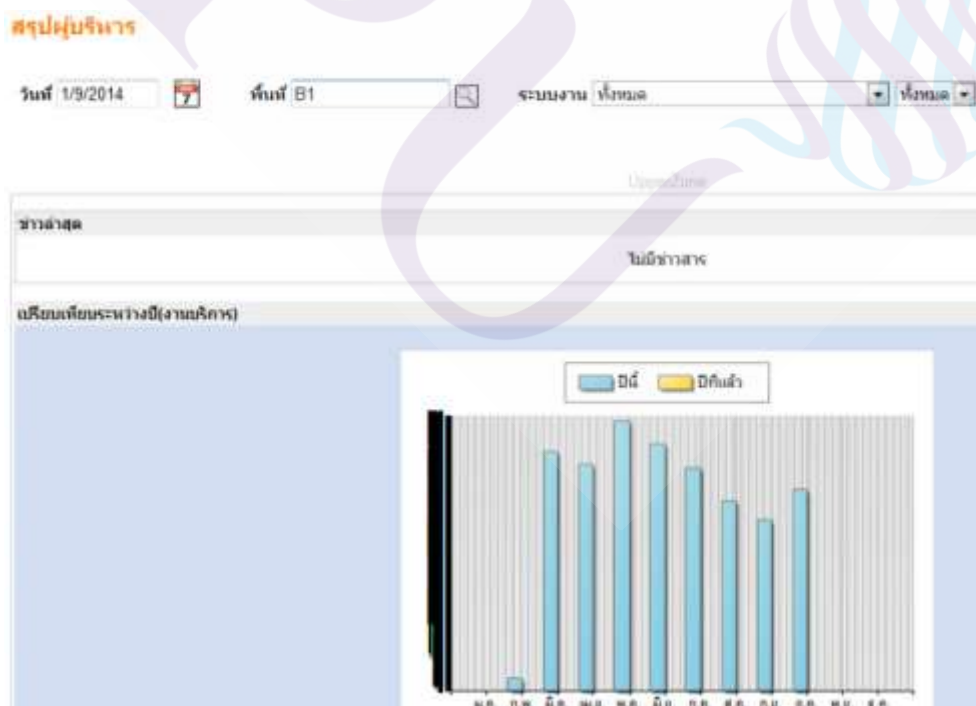 สรุปผู้บริหาร
วันที่ 1/9/2014 7 พื้นที่ B1 ระบบงาน ทั้งหมด ทั้งหมด
ข่าวล่าสุด
ไม่มีข่าวสาร
เปรียบเทียบระหว่างปี(งานบริการ)
ปีนี้ ปีที่แล้ว